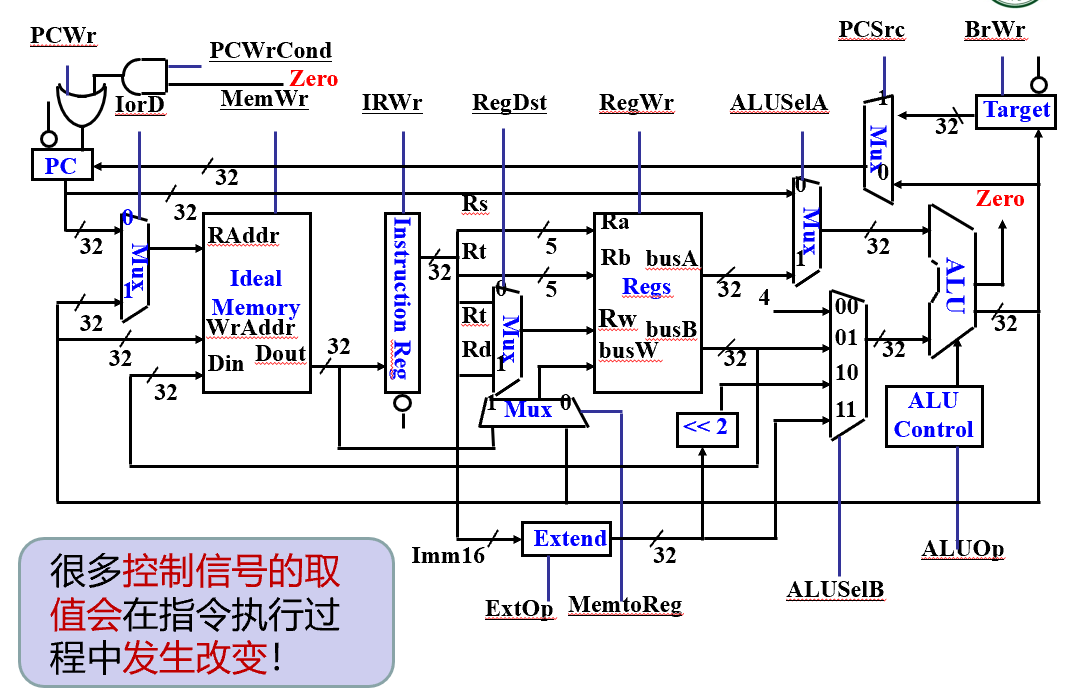 PCWr
PCSrc
BrWr
PCWrCond
Zero
IorD
MemWr
IRWr
RegDst
RegWr
ALUSelA
1
Target
32
Mux
PC
32
0
0
32
Rs
Zero
0
RAddr
Ra
32
Mux
Instruction Reg
Rt
5
Mux
32
ALU
Ideal
Memory
32
Rb
busA
1
1
5
Regs
32
4
00
0
32
WrAddr
Rt
Mux
Rw
busB
01
32
32
32
Din
Dout
32
Rd
busW
32
10
32
1
1
Mux
0
11
ALU
Control
<< 2
Imm16
Extend
32
ALUOp
ALUSelB
ExtOp
MemtoReg
很多控制信号的取
值会在指令执行过
程中发生改变!